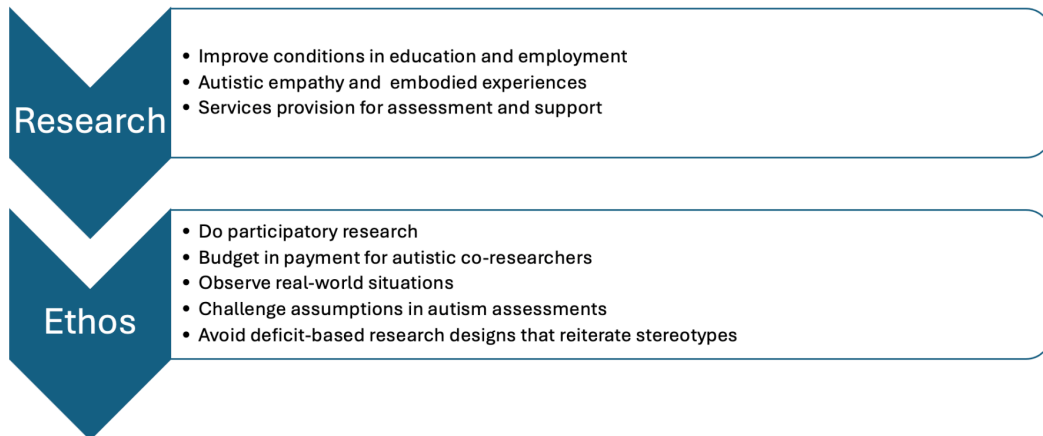 Research
• Improve conditions in education and employment
• Autistic empathy and  embodied experiences
• Services provision for assessment and support
Ethos
• Do participatory research
• Budget in payment for autistic co-researchers
• Observe real-world situations
• Challenge assumptions in autism assessments
• Avoid deficit-based research designs that reiterate stereotypes